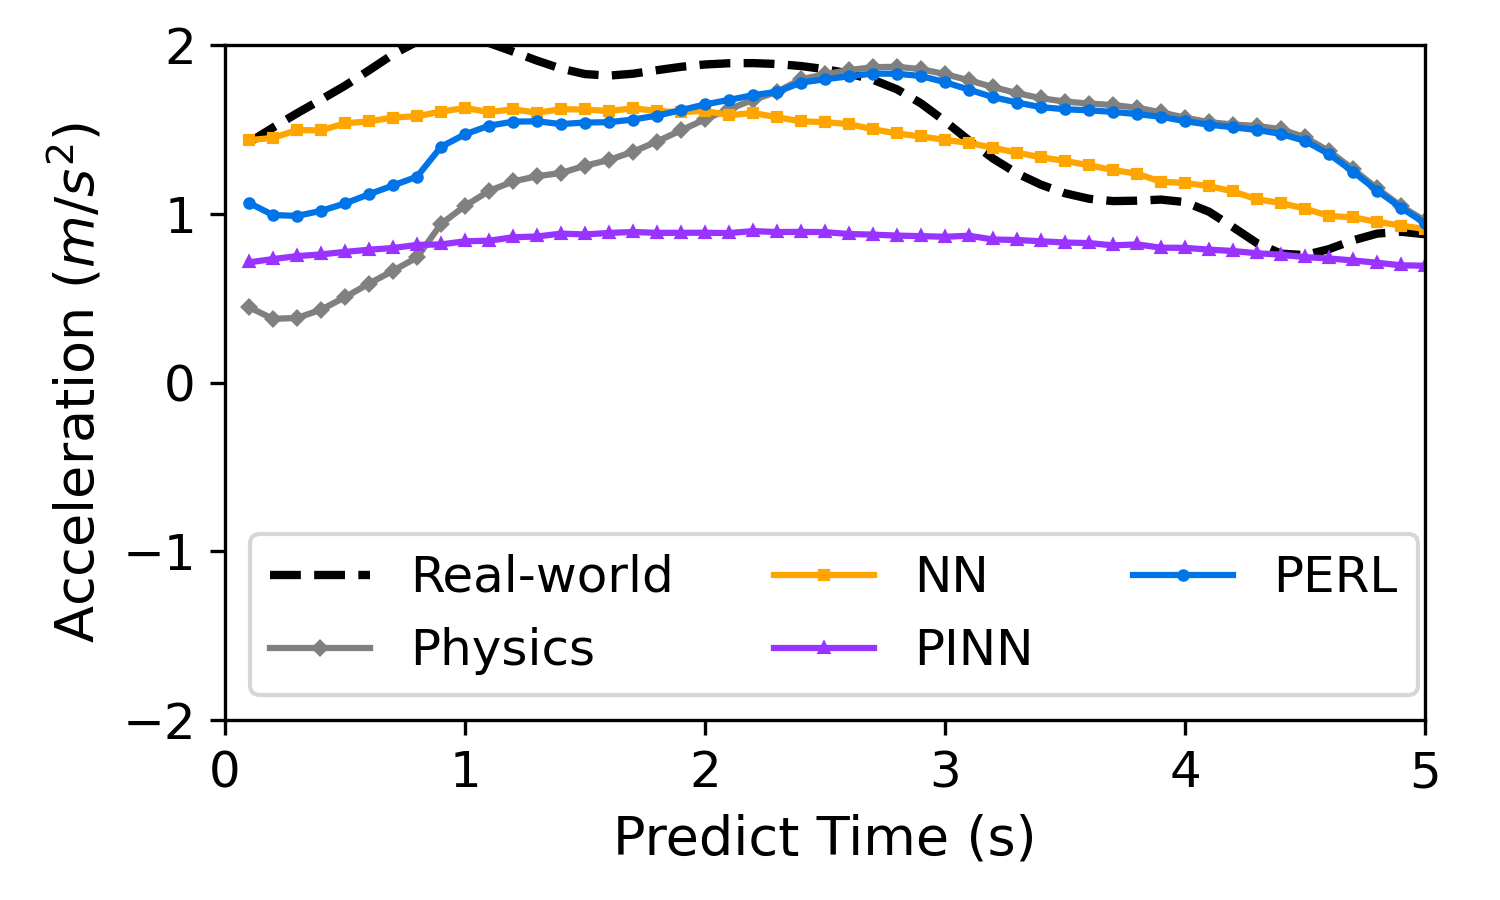 2
1
0
−1
−2
Acceleration (m/s²)
Real-world
Physics
NN
PINN
PERL
0 1 2 3 4 5
Predict Time (s)